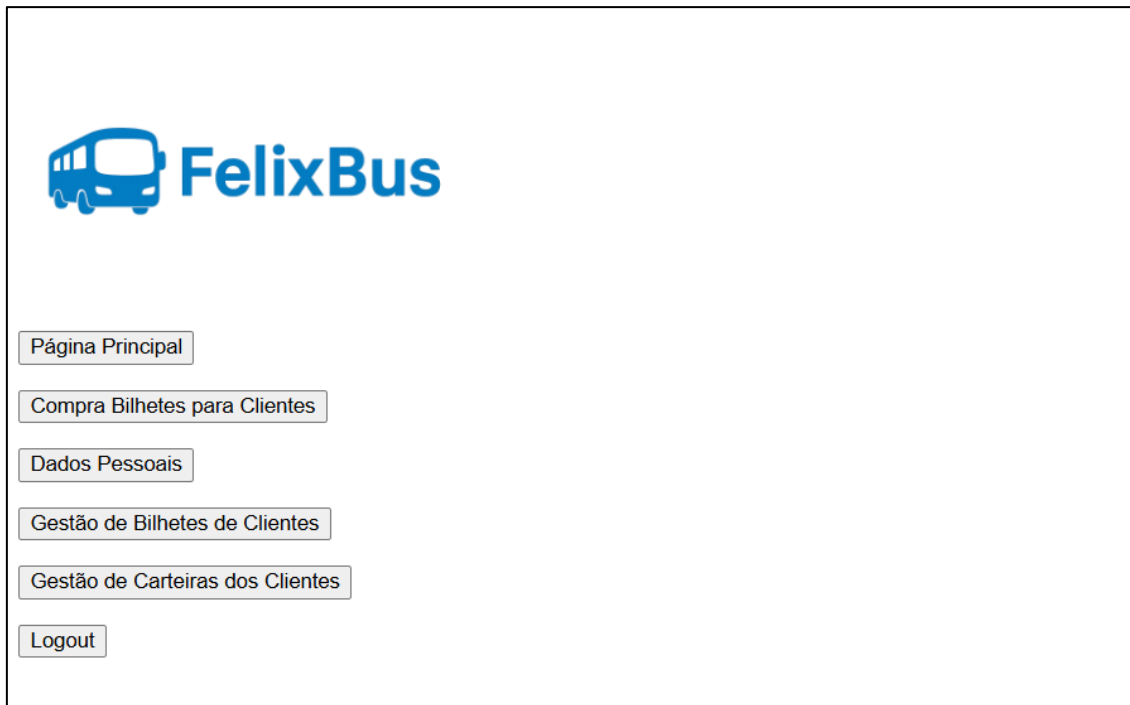 FelixBus
Página Principal
Compra Bilhetes para Clientes
Dados Pessoais
Gestão de Bilhetes de Clientes
Gestão de Carteiras dos Clientes
Logout